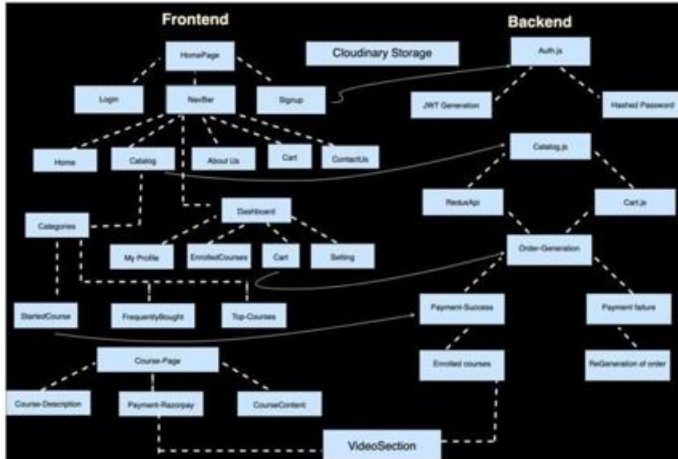 Frontend
Backend
Cloudinary Storage
HomePage
Auth.js
Login
NavBar
Signup
JWT Generation
Hashed Password
Home
Catalog
About Us
Cart
ContactUs
Catalog.js
ReduxApi
Cart.js
Categories
Dashboard
My Profile
EnrolledCourses
Cart
Setting
Order-Generation
StartedCourse
FrequentlyBought
Top-Courses
Payment-Success
Payment failure
Course-Page
Enrolled courses
ReGeneration of order
Course-Description
Payment-Razorpay
CourseContent
VideoSection